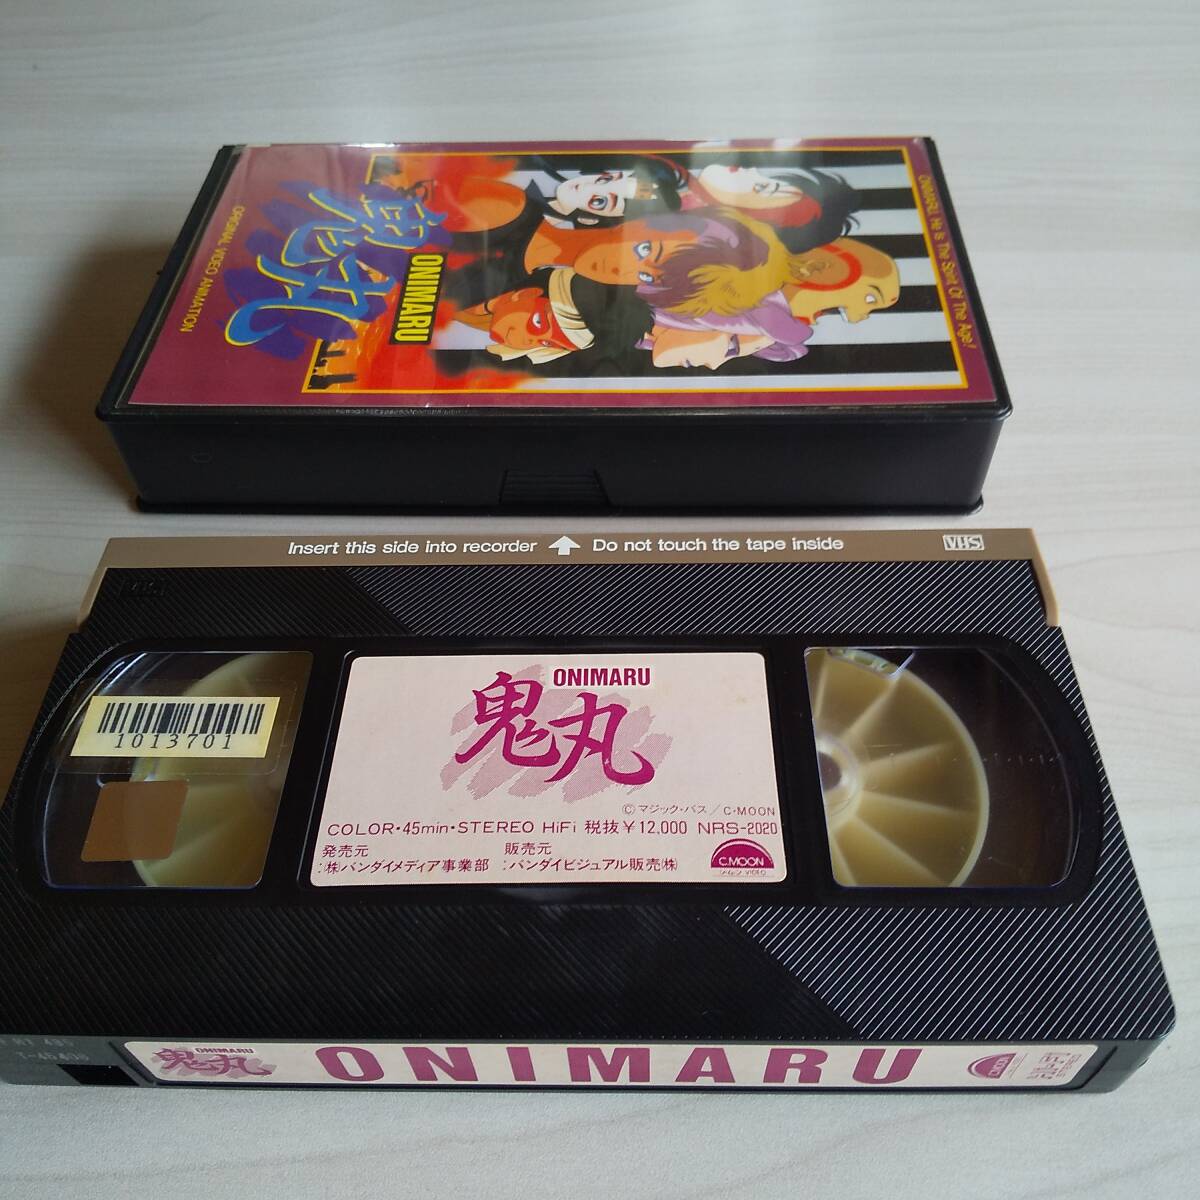 ONIMARU, He Is The Spirit Of The Age!
鬼丸
ONIMARU
ORIGINAL VIDEO ANIMATION
Insert this side into recorder Do not touch the tape inside VHS
VHS
1013701
ONIMARU
鬼丸
Ⓒマジック・バス/C・MOON
COLOR・45min・STEREO HiFi 税抜¥12,000 NRS-2020
発売元
:㈱バンダイメディア事業部
販売元
:バンダイビジュアル販売㈱
C.MOON
T-45409
鬼丸
ONIMARU
ONIMARU
C.MOON